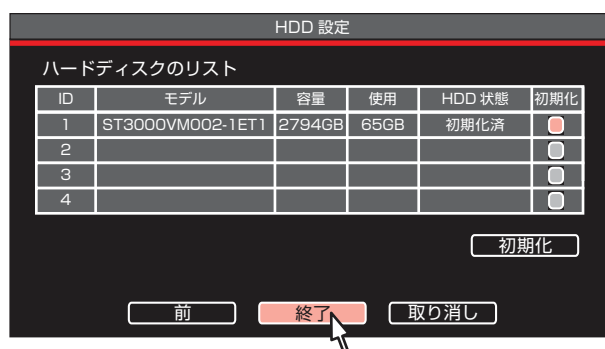 HDD 設定
ハードディスクのリスト
ID モデル 容量 使用 HDD 状態 初期化
1 ST3000VM002-1ET1 2794GB 65GB 初期化済
2
3
4
初期化
前 終了 取り消し